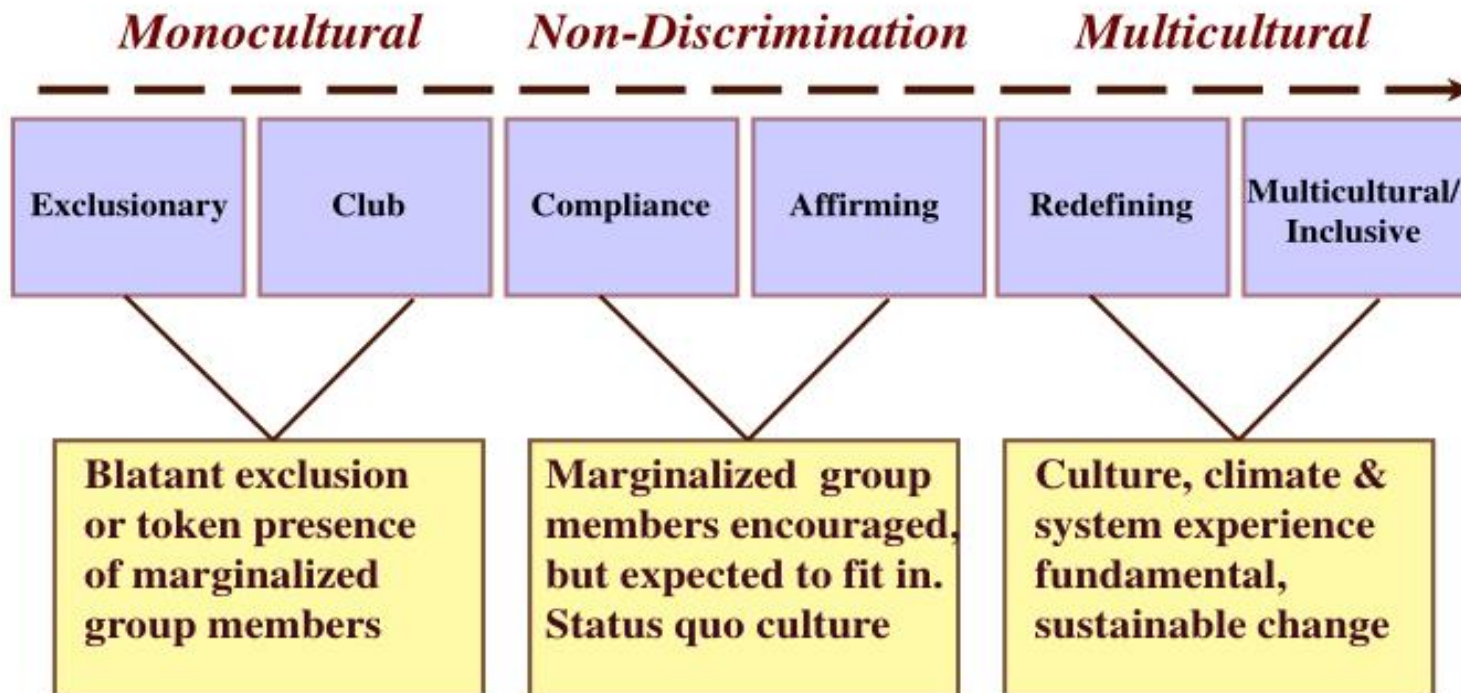 Monocultural Non-Discrimination Multicultural
Exclusionary
Club
Compliance
Affirming
Redefining
Multicultural/
Inclusive
Blatant exclusion
or token presence
of marginalized
group members
Marginalized group
members encouraged,
but expected to fit in.
Status quo culture
Culture, climate &
system experience
fundamental,
sustainable change